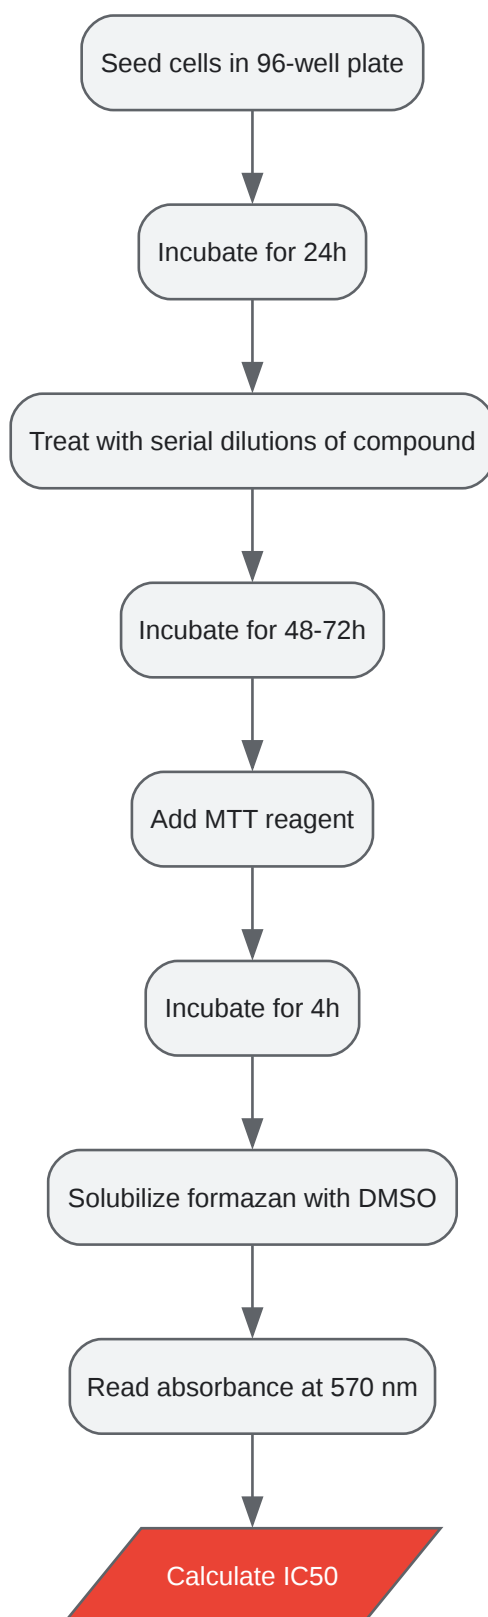 Seed cells in 96-well plate
Incubate for 24h
Treat with serial dilutions of compound
Incubate for 48-72h
Add MTT reagent
Incubate for 4h
Solubilize formazan with DMSO
Read absorbance at 570 nm
Calculate IC50